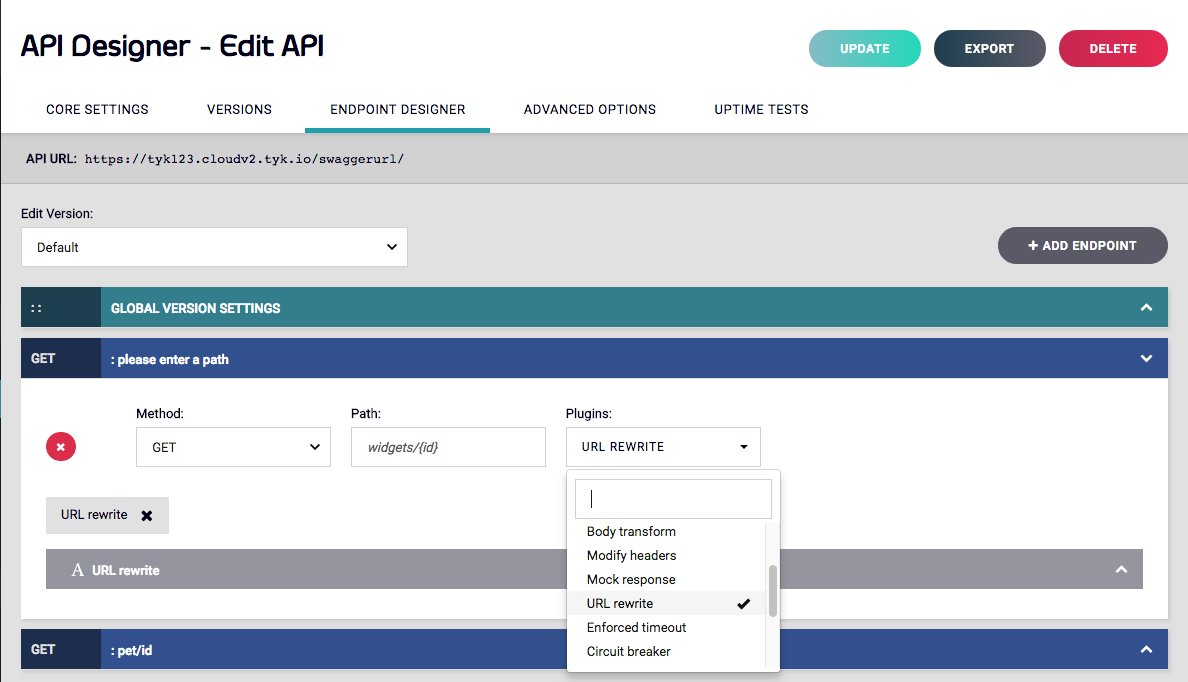 API Designer - Edit API
UPDATE
EXPORT
DELETE
CORE SETTINGS
VERSIONS
ENDPOINT DESIGNER
ADVANCED OPTIONS
UPTIME TESTS
API URL: https://tyk123.cloudv2.tyk.io/swaggerurl/
Edit Version:
Default
+ ADD ENDPOINT
:: GLOBAL VERSION SETTINGS
GET : please enter a path
Method:
Path:
Plugins:
GET
widgets/{id}
URL REWRITE
URL rewrite
Body transform
Modify headers
Mock response
URL rewrite
Enforced timeout
Circuit breaker
A URL rewrite
GET : pet/id